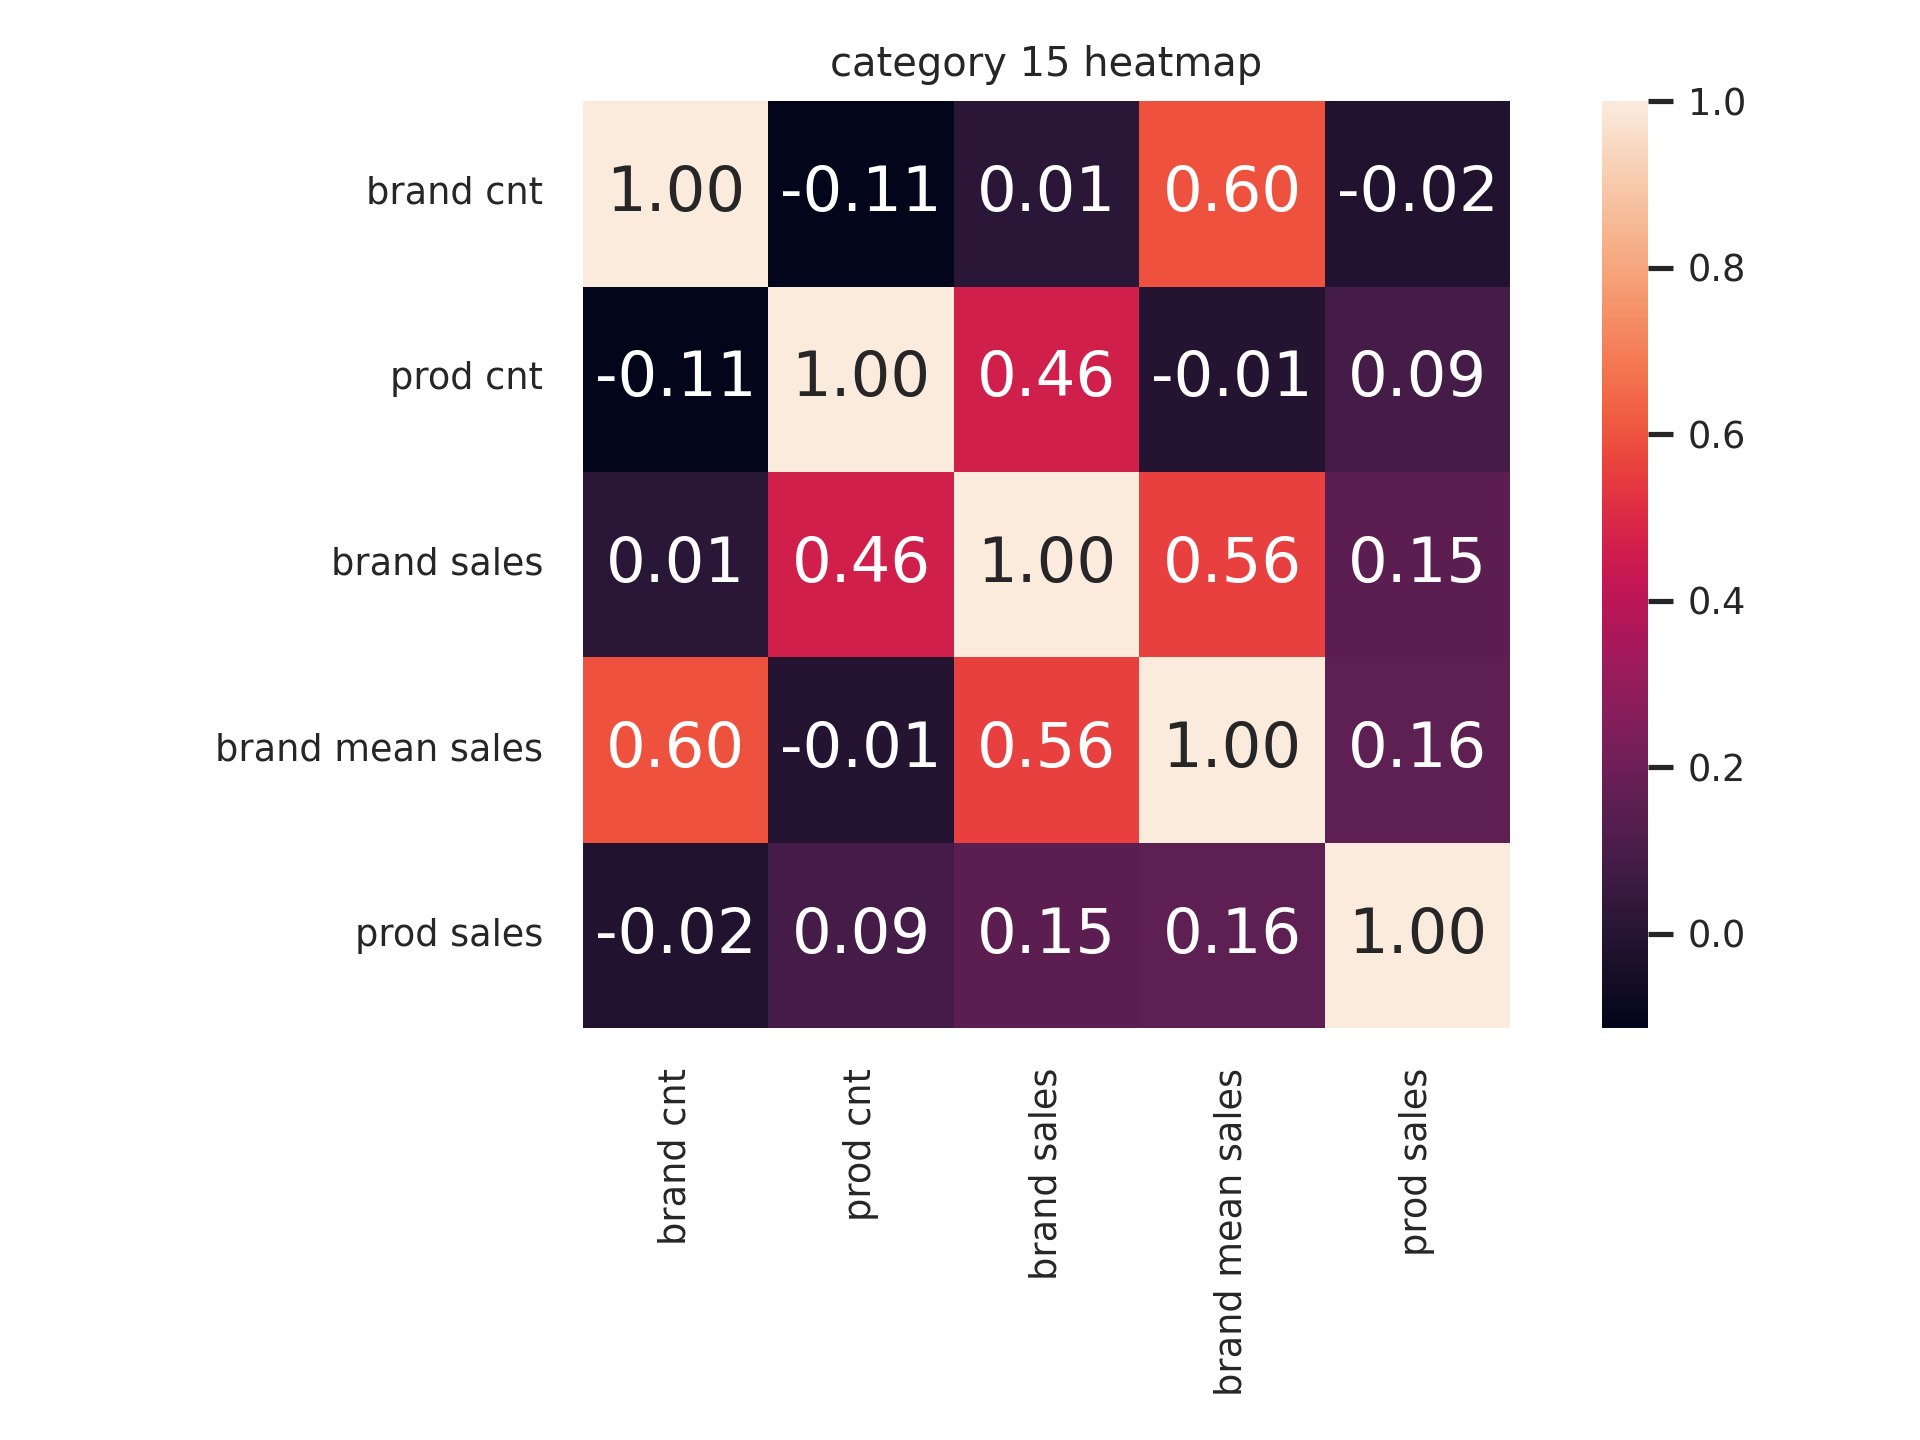 category 15 heatmap
brand cnt 1.00 -0.11 0.01 0.60 -0.02
prod cnt -0.11 1.00 0.46 -0.01 0.09
brand sales 0.01 0.46 1.00 0.56 0.15
brand mean sales 0.60 -0.01 0.56 1.00 0.16
prod sales -0.02 0.09 0.15 0.16 1.00
brand cnt
prod cnt
brand sales
brand mean sales
prod sales
1.0
0.8
0.6
0.4
0.2
0.0